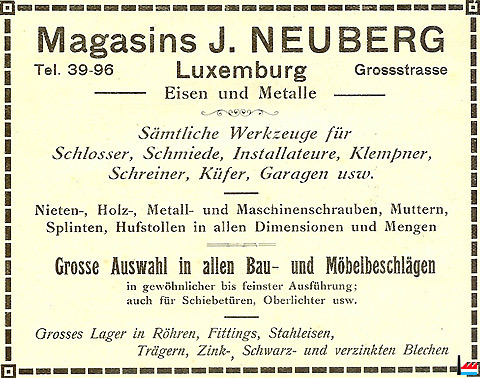 Magasins J. NEUBERG
Tel. 39-96 Luxemburg Grossstrasse
Eisen und Metalle
Sämtliche Werkzeuge für
Schlosser, Schmiede, Installateure, Klempner,
Schreiner, Küfer, Garagen usw.
Nieten-, Holz-, Metall- und Maschinenschrauben, Muttern,
Splinten, Hufstollen in allen Dimensionen und Mengen
Grosse Auswahl in allen Bau- und Möbelbeschlägen
in gewöhnlicher bis feinster Ausführung;
auch für Schiebetüren, Oberlichter usw.
Grosses Lager in Röhren, Fittings, Stahleisen,
Trägern, Zink-, Schwarz- und verzinkten Blechen